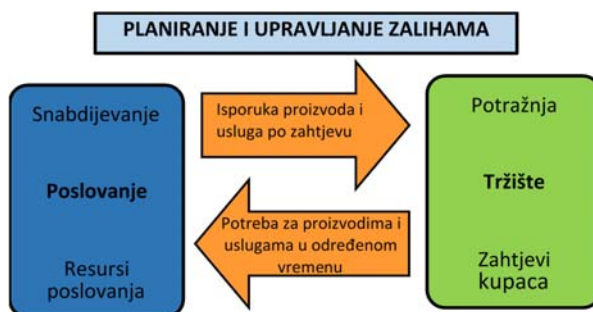 PLANIRANJE I UPRAVLJANJE ZALIHAMA
Snabdijevanje
Poslovanje
Resursi
poslovanja
Isporuka proizvoda i
usluga po zahtjevu
Potreba za proizvodima i
uslugama u određenom
vremenu
Potražnja
Tržište
Zahtjevi
kupaca